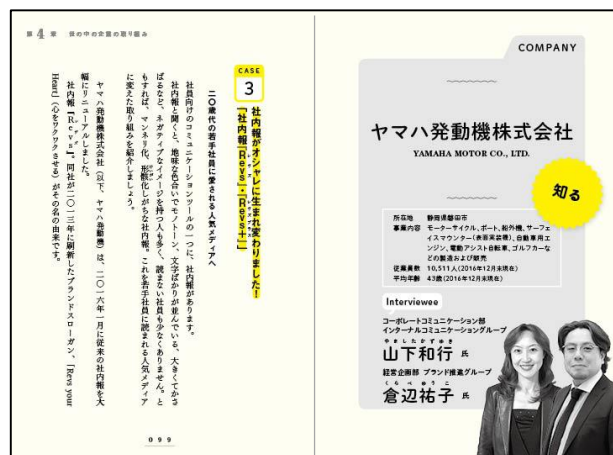 COMPANY
ヤマハ発動機株式会社
YAMAHA MOTOR CO., LTD.
知る
所在地 静岡県磐田市
事業内容 モーターサイクル、ボート、船外機、サーフェ
イスマウンター(表面実装機)、自動車用エ
ンジン、電動アシスト自転車、ゴルフカーな
どの製造および販売
従業員数 10,511人(2016年12月末現在)
平均年齢 43歳(2016年12月末現在)
Interviewee
コーポレートコミュニケーション部
インターナルコミュニケーショングループ
やましたかずゆき
山下和行 氏
経営企画部 ブランド推進グループ
くらべゆうこ
倉辺祐子 氏
第4章 世の中の企業の取り組み
CASE
3
社内報がオシャレに生まれ変わりました!
「社内報『Revs』・『Revs+』」
二〇歳代の若手社員に愛される人気メディアへ
社員向けのコミュニケーションツールの一つに、社内報があります。
社内報と聞くと、地味な色合いでモノトーン、文字ばかりが並んでいる、大きくてかさ
ばるなど、ネガティブなイメージを持つ人も多く、読まない社員も少なくありません。と
もすれば、マンネリ化、形骸化しがちな社内報。これを若手社員に読まれる人気メディア
に変えた取り組みを紹介しましょう。
ヤマハ発動機株式会社(以下、ヤマハ発動機)は、二〇一六年一月に従来の社内報を大
幅にリニューアルしました。
社内報『Revs』。同社が二〇一三年に刷新したブランドスローガン、「Revs your
Heart」(心をワクワクさせる)がその名の由来です。
099